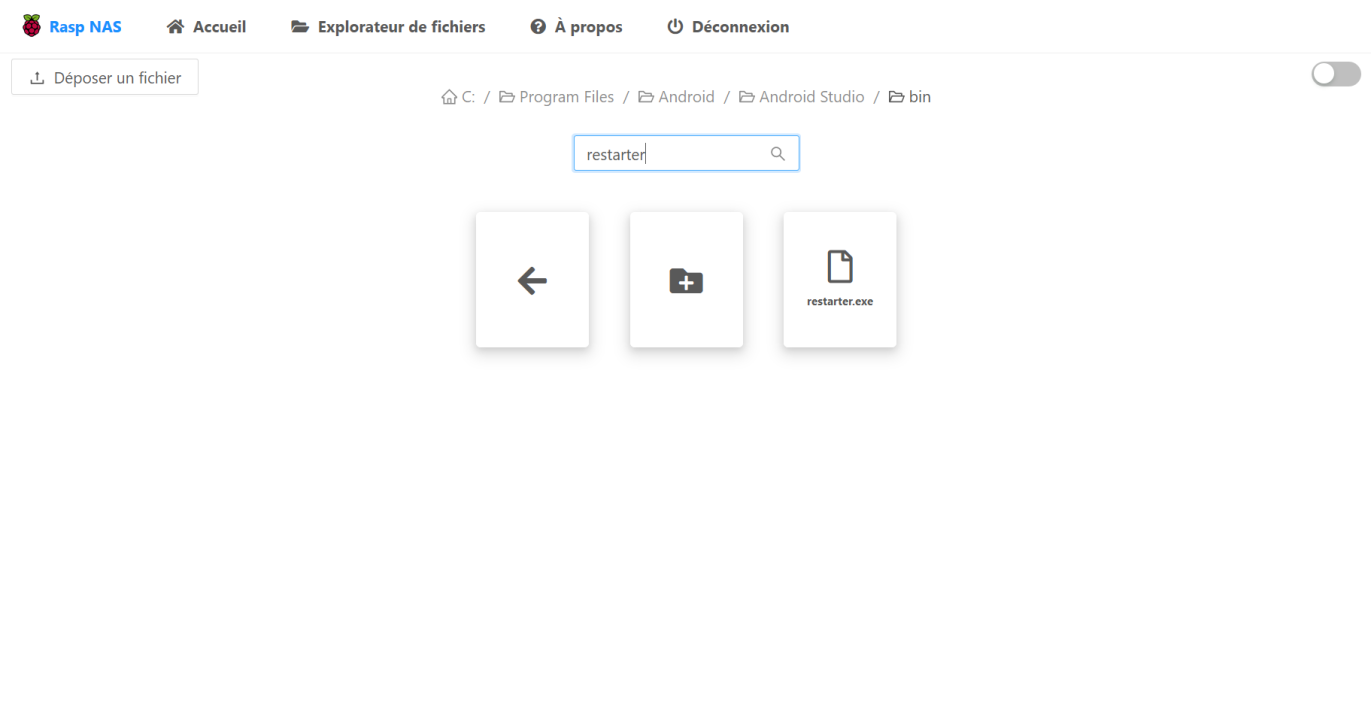 Rasp NAS Accueil Explorateur de fichiers À propos Déconnexion
Déposer un fichier
C: / Program Files / Android / Android Studio / bin
restarter
restarter.exe